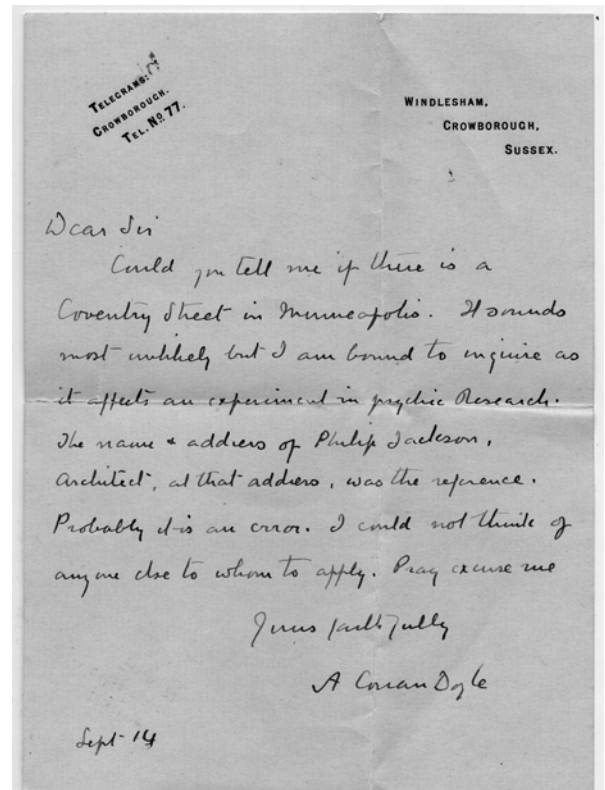 TELEGRAMS:
CROWBOROUGH.
TEL. No 77.
WINDLESHAM,
CROWBOROUGH,
SUSSEX.
Dear Sir
Could you tell me if there is a
Coventry Street in Minneapolis. It sounds
most unlikely but I am bound to inquire as
it affects an experiment in psychic Research.
The name & address of Philip Jackson,
Architect, at that address, was the reference.
Probably it is an error. I could not think of
anyone else to whom to apply. Pray excuse me
Yours faithfully
A Conan Doyle
Sept 14